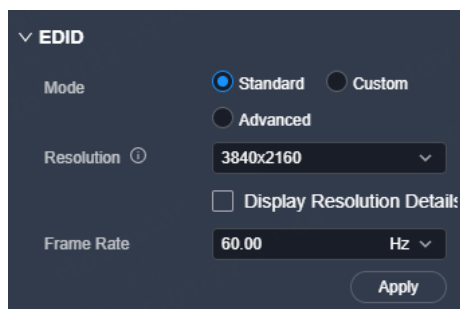 EDID
Mode Standard Custom
Advanced
Resolution 3840x2160
Display Resolution Details
Frame Rate 60.00 Hz
Apply